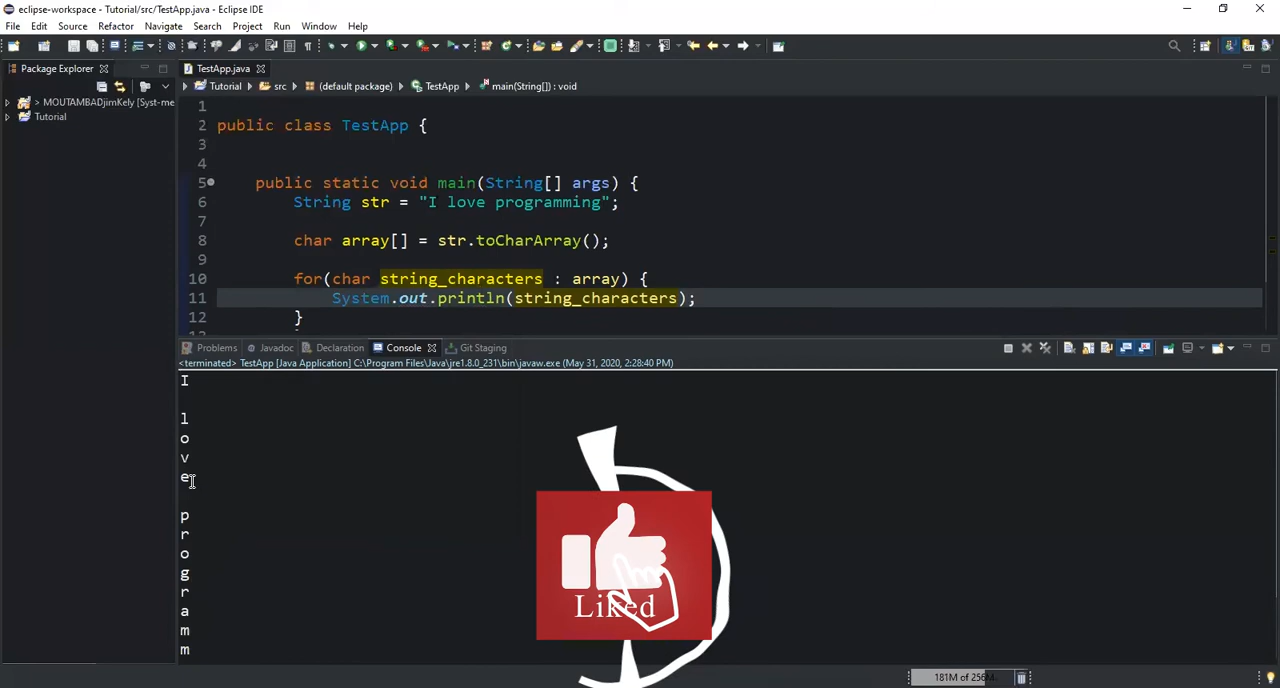 eclipse-workspace - Tutorial/src/TestApp.java - Eclipse IDE
File Edit Source Refactor Navigate Search Project Run Window Help
Package Explorer
TestApp.java
Tutorial src (default package) TestApp main(String[]) : void
> MOUTAMBADjimKely [Syst-me
Tutorial
1
2 public class TestApp {
3
4
5 public static void main(String[] args) {
6 String str = "I love programming";
7
8 char array[] = str.toCharArray();
9
10 for(char string_characters : array) {
11 System.out.println(string_characters);
12 }
Problems Javadoc Declaration Console Git Staging
<terminated> TestApp [Java Application] C:\Program Files\Java\jre1.8.0_231\bin\javaw.exe (May 31, 2020, 2:28:40 PM)
I
l
o
v
e
p
r
o
g
r
a
m
m
Liked
181M of 256M